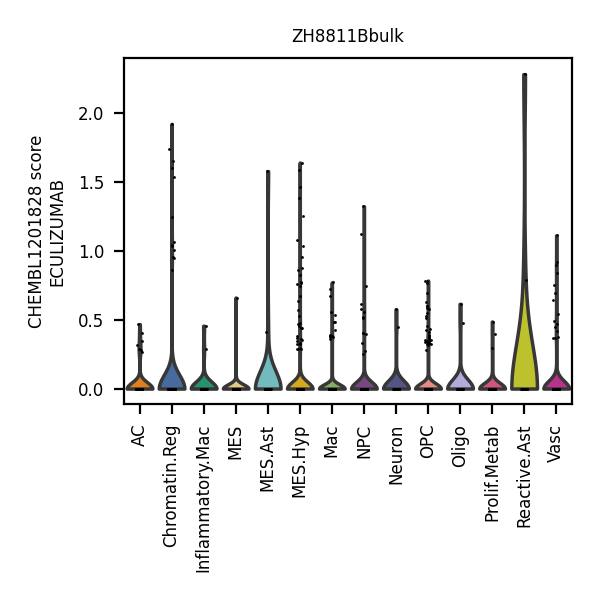 ZH8811Bbulk
CHEMBL1201828 score
ECULIZUMAB
2.0
1.5
1.0
0.5
0.0
AC
Chromatin.Reg
Inflammatory.Mac
MES
MES.Ast
MES.Hyp
Mac
NPC
Neuron
OPC
Oligo
Prolif.Metab
Reactive.Ast
Vasc